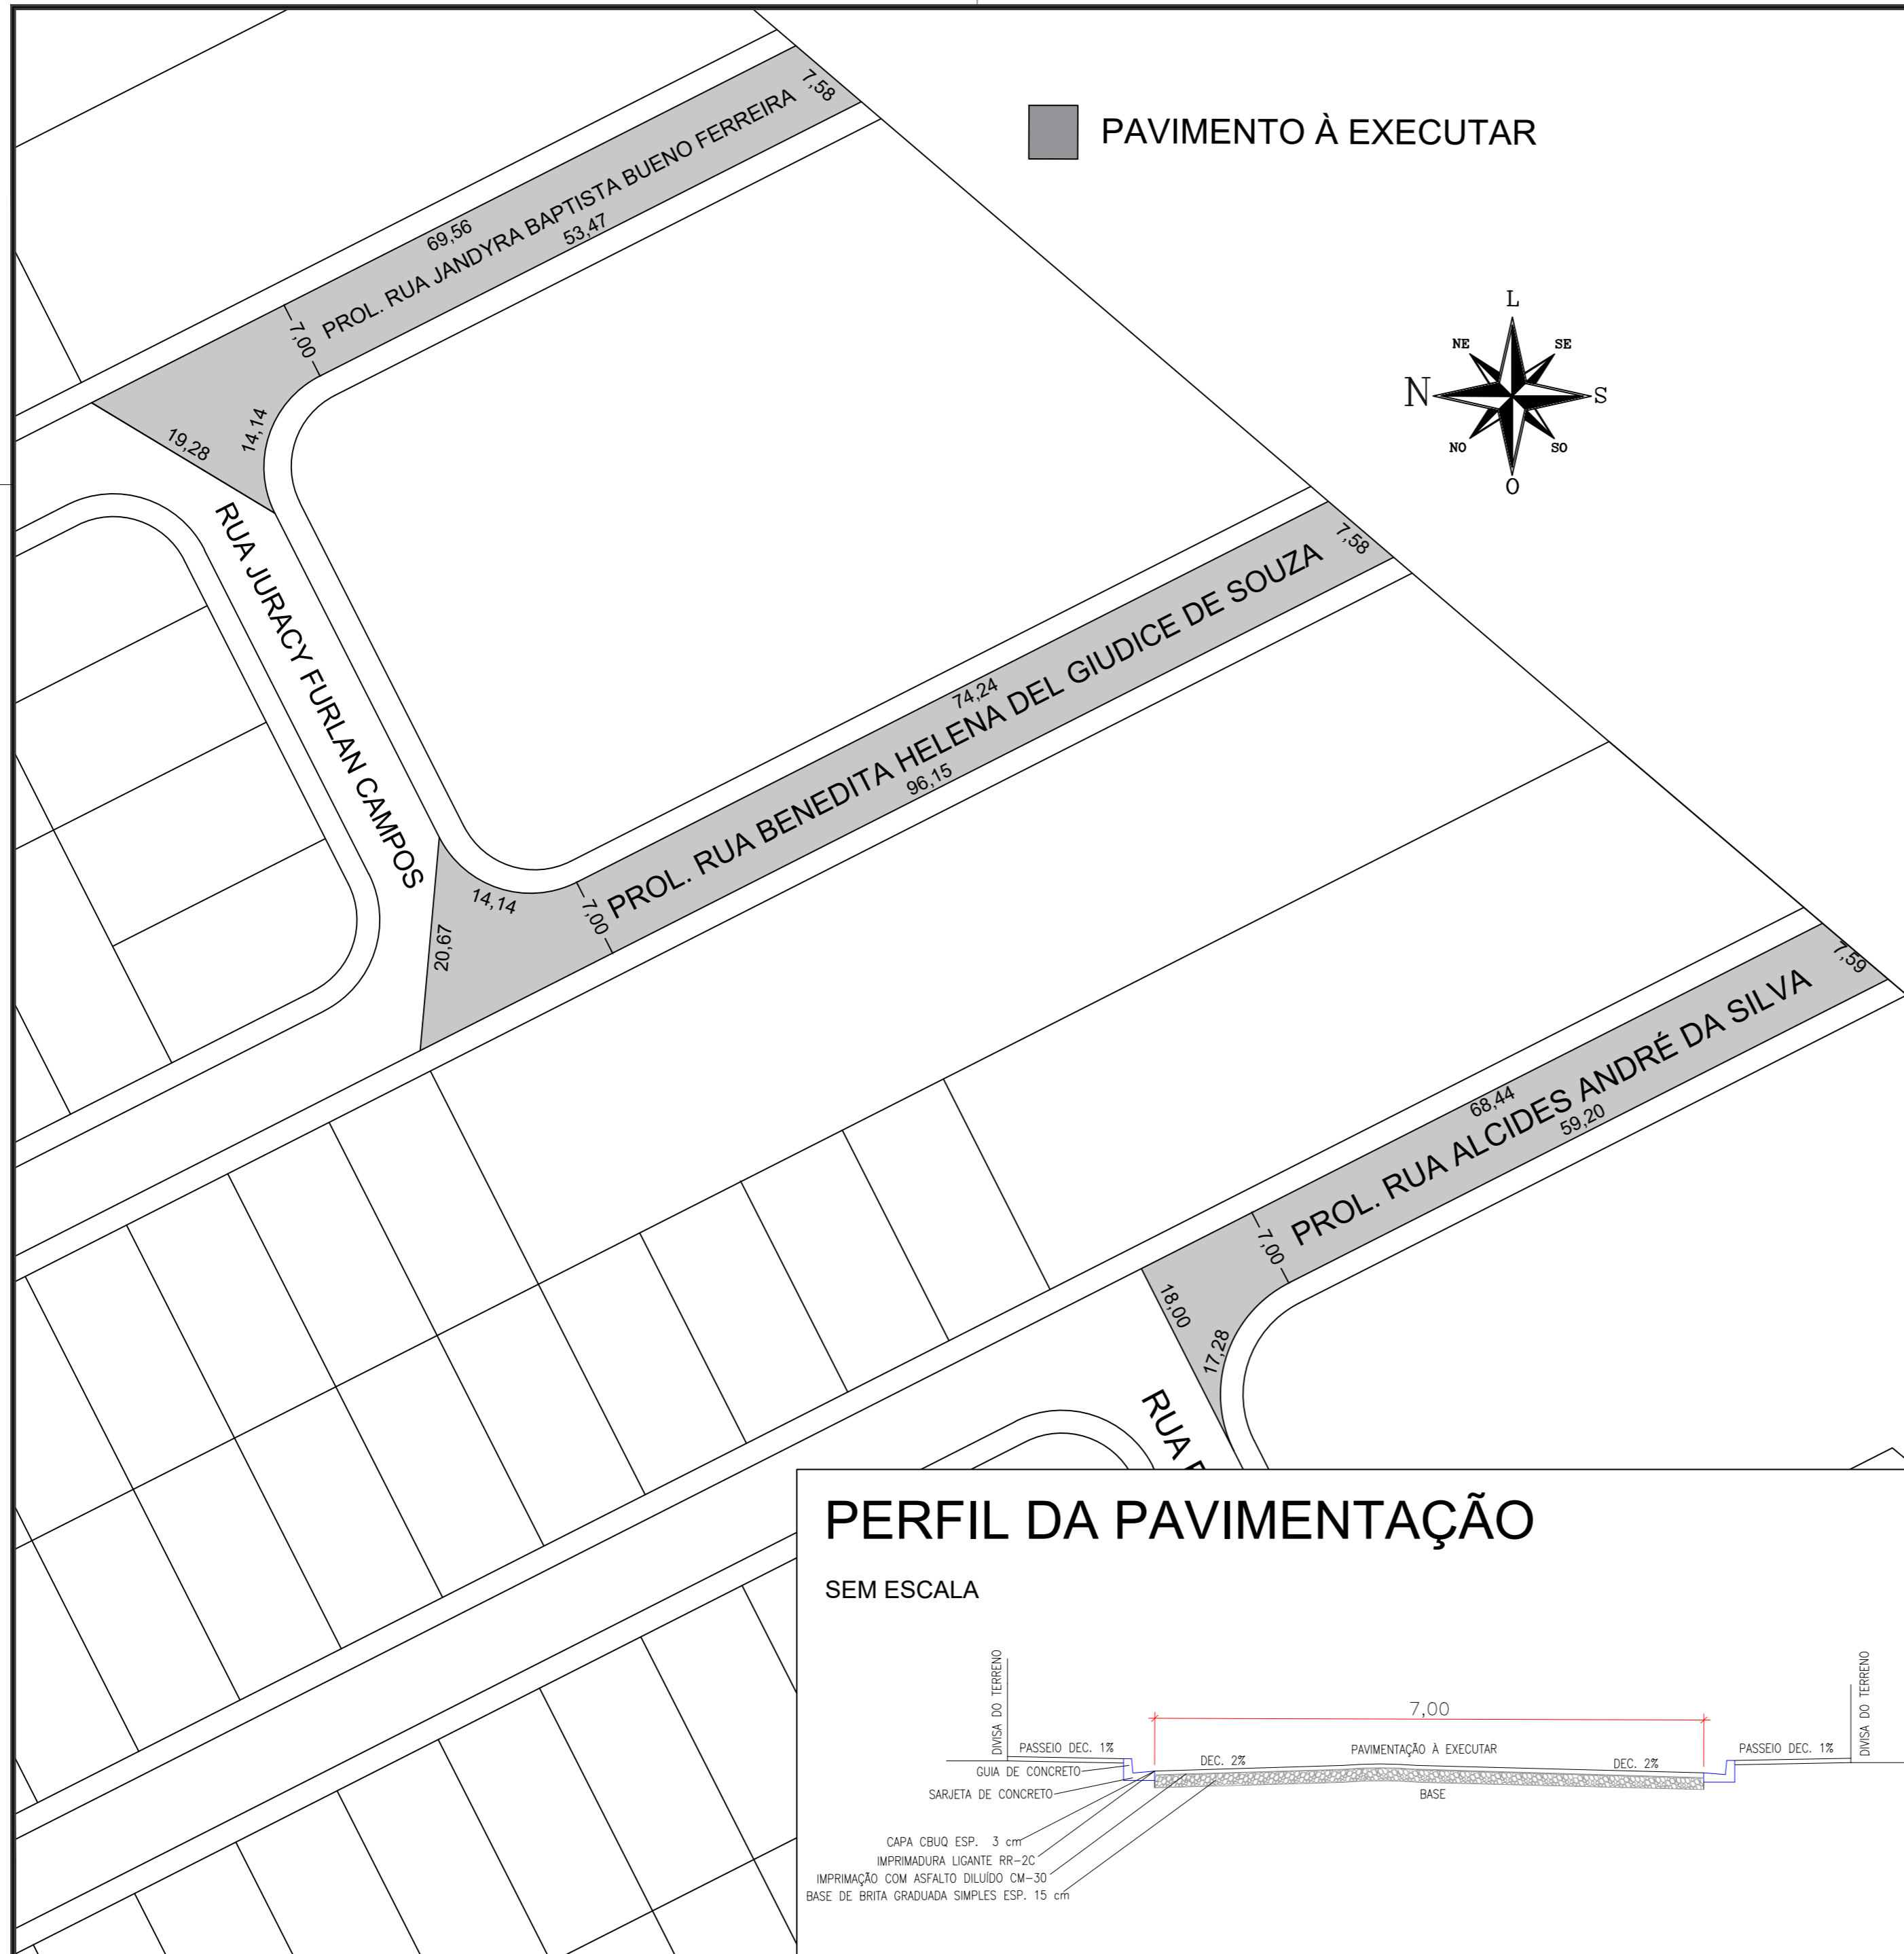 7,58
PAVIMENTO À EXECUTAR
PROL. RUA JANDYRA BAPTISTA BUENO FERREIRA
69,56
53,47
7,00
14,14
19,28
L
NE
SE
N
S
NO
SO
O
RUA JURACY FURLAN CAMPOS
7,58
PROL. RUA BENEDITA HELENA DEL GIUDICE DE SOUZA
74,24
96,15
14,14
7,00
20,67
7,59
PROL. RUA ALCIDES ANDRÉ DA SILVA
68,44
59,20
7,00
18,00
17,28
RUA
PERFIL DA PAVIMENTAÇÃO
SEM ESCALA
DIVISA DO TERRENO
DIVISA DO TERRENO
7,00
PASSEIO DEC. 1%
DEC. 2%
PAVIMENTAÇÃO À EXECUTAR
DEC. 2%
PASSEIO DEC. 1%
GUIA DE CONCRETO
SARJETA DE CONCRETO
BASE
CAPA CBUQ ESP. 3 cm
IMPRIMADURA LIGANTE RR-2C
IMPRIMAÇÃO COM ASFALTO DILUÍDO CM-30
BASE DE BRITA GRADUADA SIMPLES ESP. 15 cm